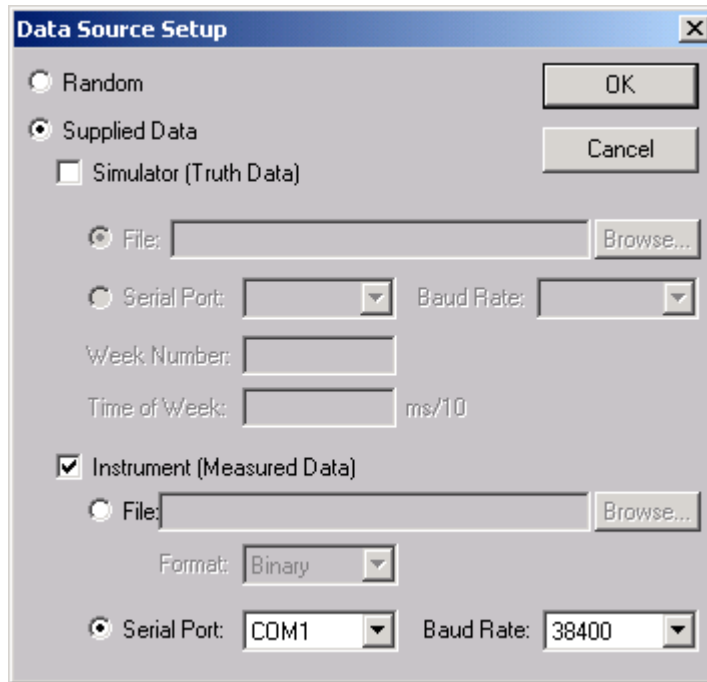 Data Source Setup
Random
OK
Supplied Data
Cancel
Simulator (Truth Data)
File: Browse...
Serial Port: Baud Rate:
Week Number:
Time of Week: ms/10
Instrument (Measured Data)
File: Browse...
Format: Binary
Serial Port: COM1 Baud Rate: 38400